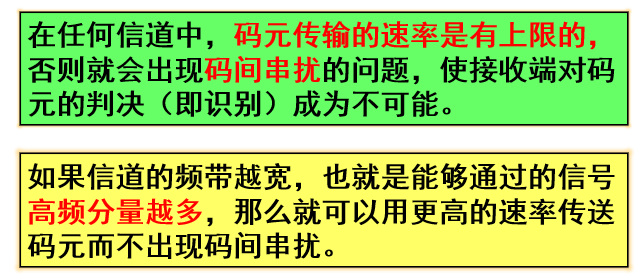 在任何信道中，码元传输的速率是有上限的，
否则就会出现码间串扰的问题，使接收端对码
元的判决（即识别）成为不可能。
如果信道的频带越宽，也就是能够通过的信号
高频分量越多，那么就可以用更高的速率传送
码元而不出现码间串扰。